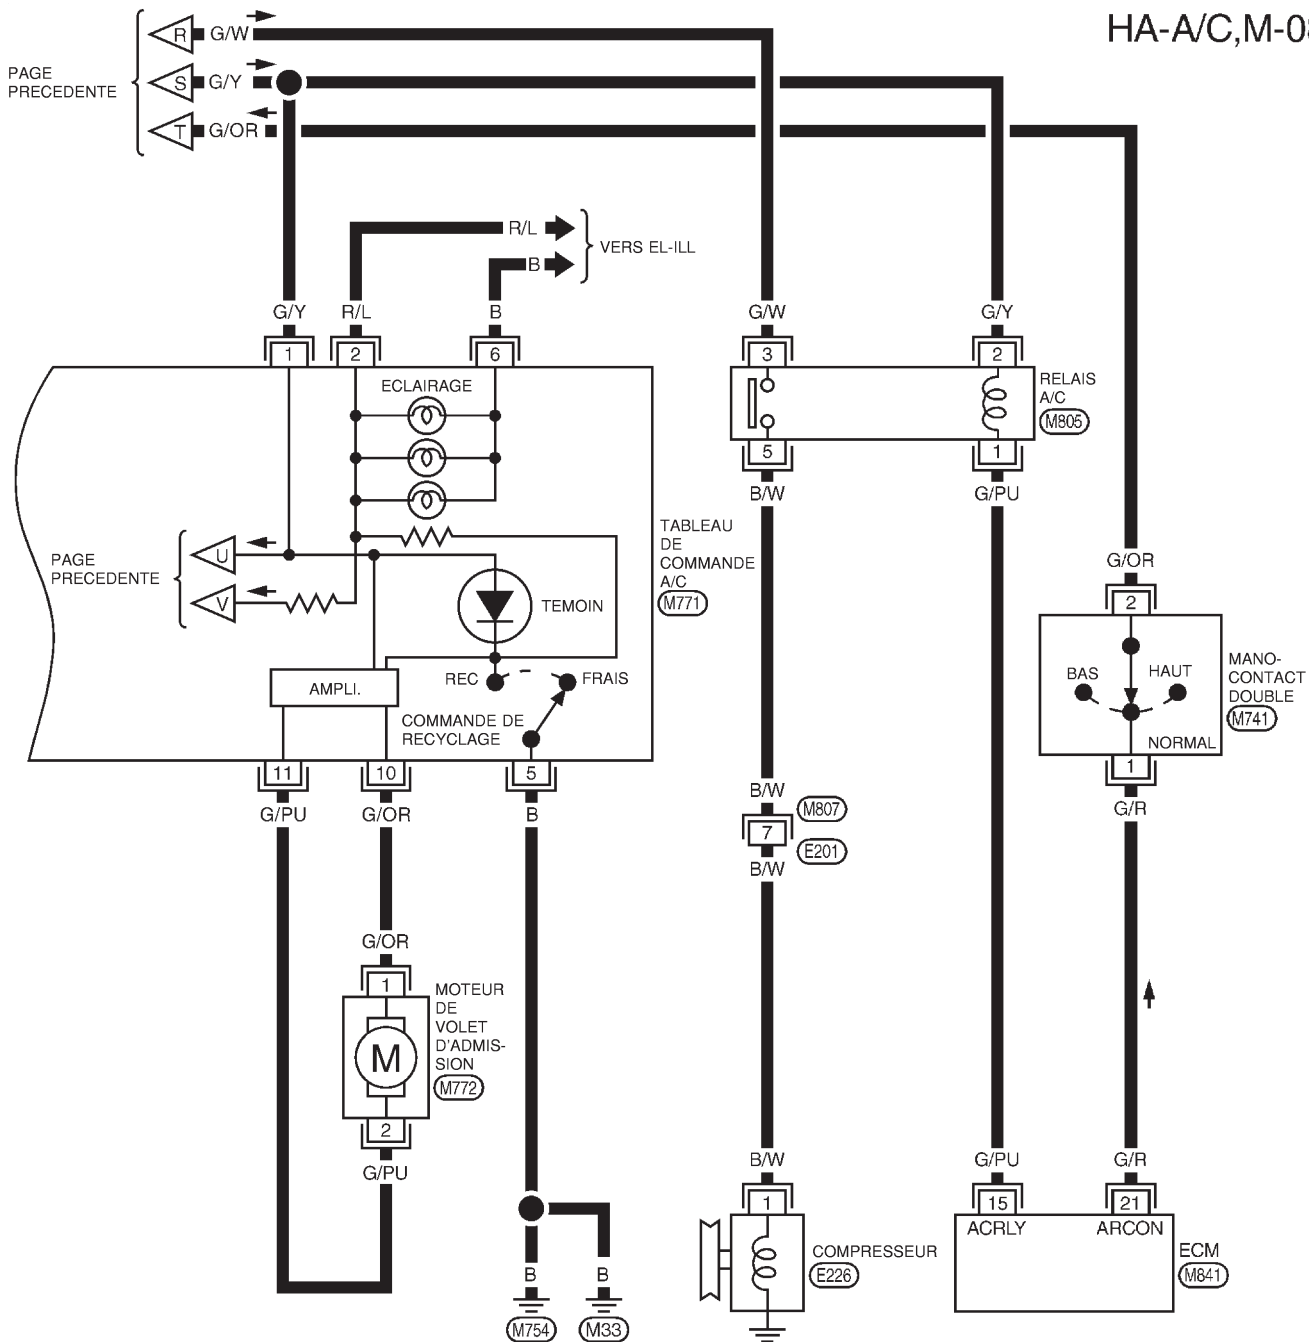 HA-A/C,M-08
PAGE
PRECEDENTE
R
G/W
S
G/Y
T
G/OR
R/L
B
VERS EL-ILL
G/Y
R/L
B
G/W
G/Y
1
2
6
3
2
ECLAIRAGE
RELAIS
A/C
M805
5
1
B/W
G/PU
TABLEAU
DE
COMMANDE
A/C
M771
PAGE
PRECEDENTE
U
V
TEMOIN
G/OR
2
REC
FRAIS
AMPLI.
COMMANDE DE
RECYCLAGE
BAS
HAUT
NORMAL
MANO-
CONTACT
DOUBLE
M741
11
10
5
1
G/PU
G/OR
B
G/R
B/W
M807
7
E201
B/W
G/OR
1
MOTEUR
DE
VOLET
D'ADMIS-
SION
M772
M
2
G/PU
B/W
G/PU
G/R
1
15
21
ACRLY
ARCON
COMPRESSEUR
E226
ECM
M841
B
B
M754
M33